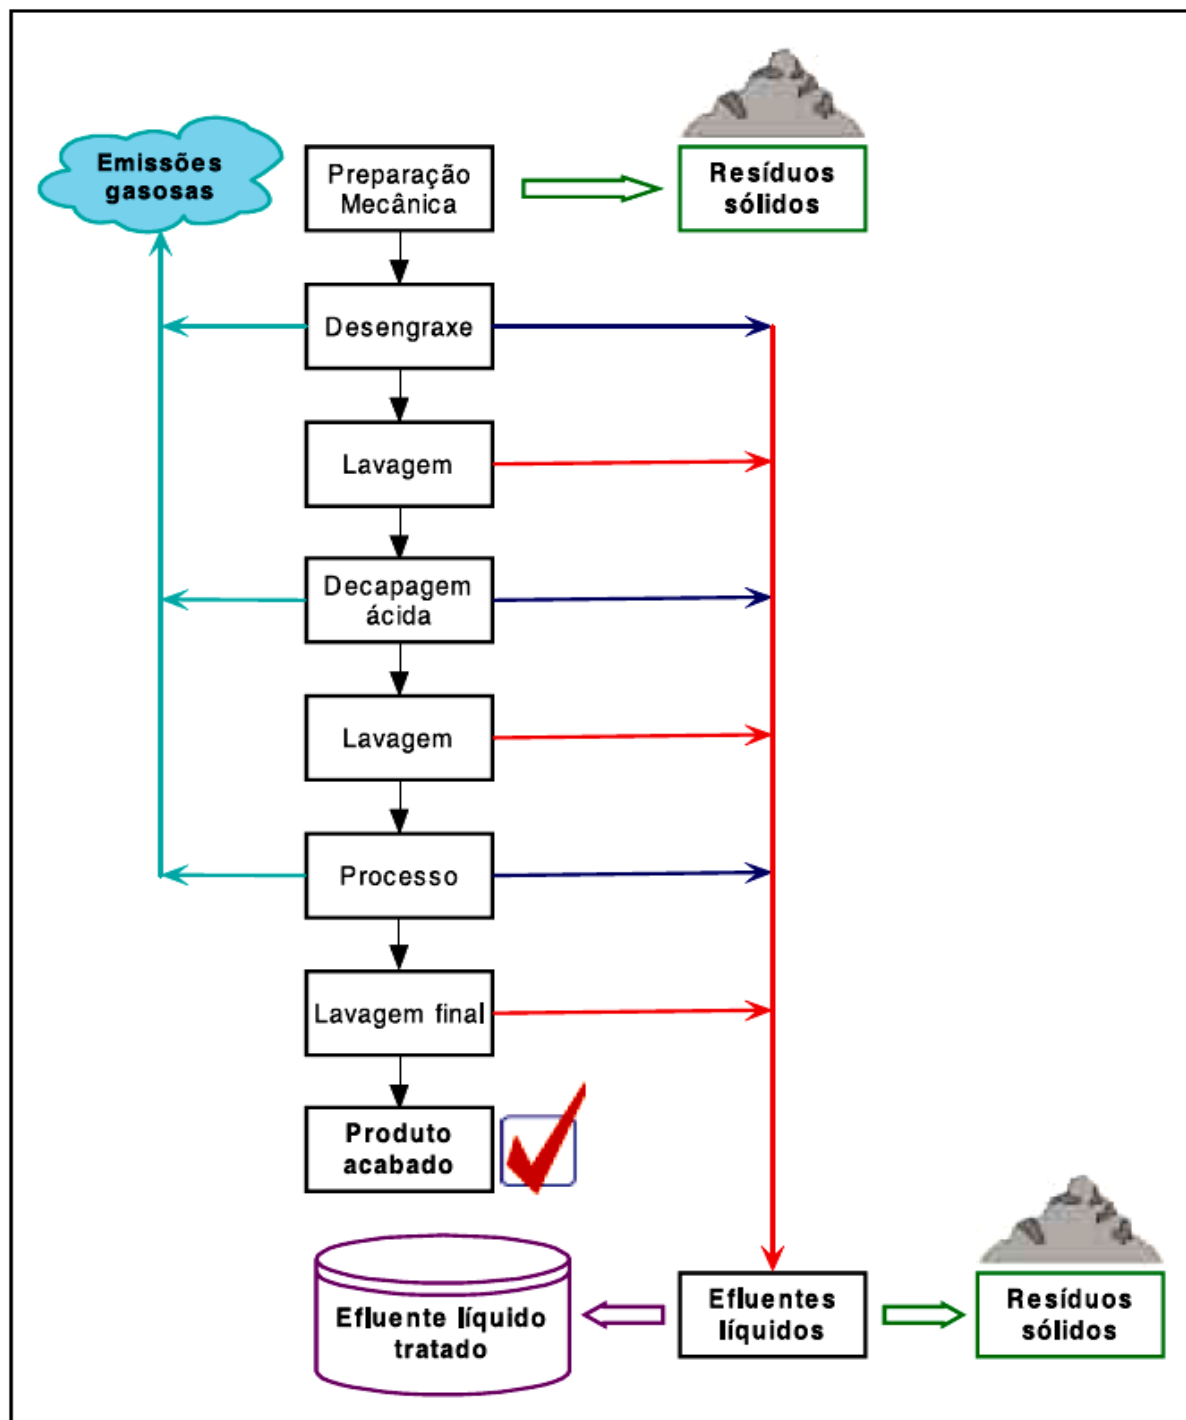 Emissões
gasosas
Preparação
Mecânica
Resíduos
sólidos
Desengraxe
Lavagem
Decapagem
ácida
Lavagem
Processo
Lavagem final
Produto
acabado
Efluente líquido
tratado
Efluentes
líquidos
Resíduos
sólidos